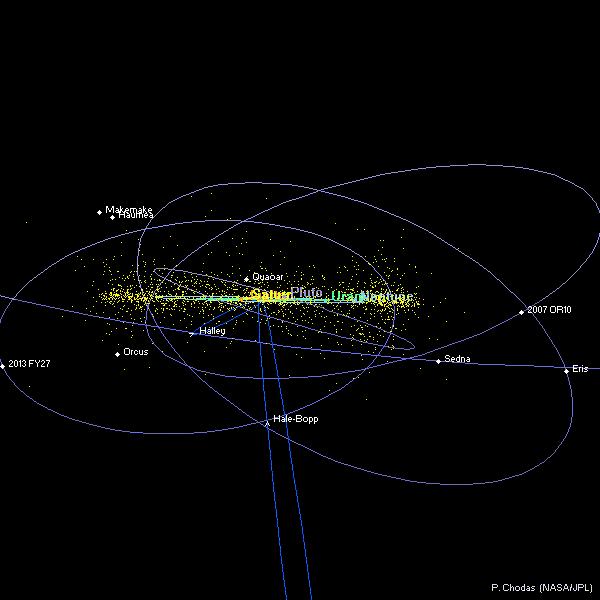 Makemake
Haumea
Quaoar
Saturn
Pluto
Uranus
Neptune
2007 OR10
Halley
Orcus
Sedna
2013 FY27
Eris
Hale-Bopp
P. Chodas (NASA/JPL)